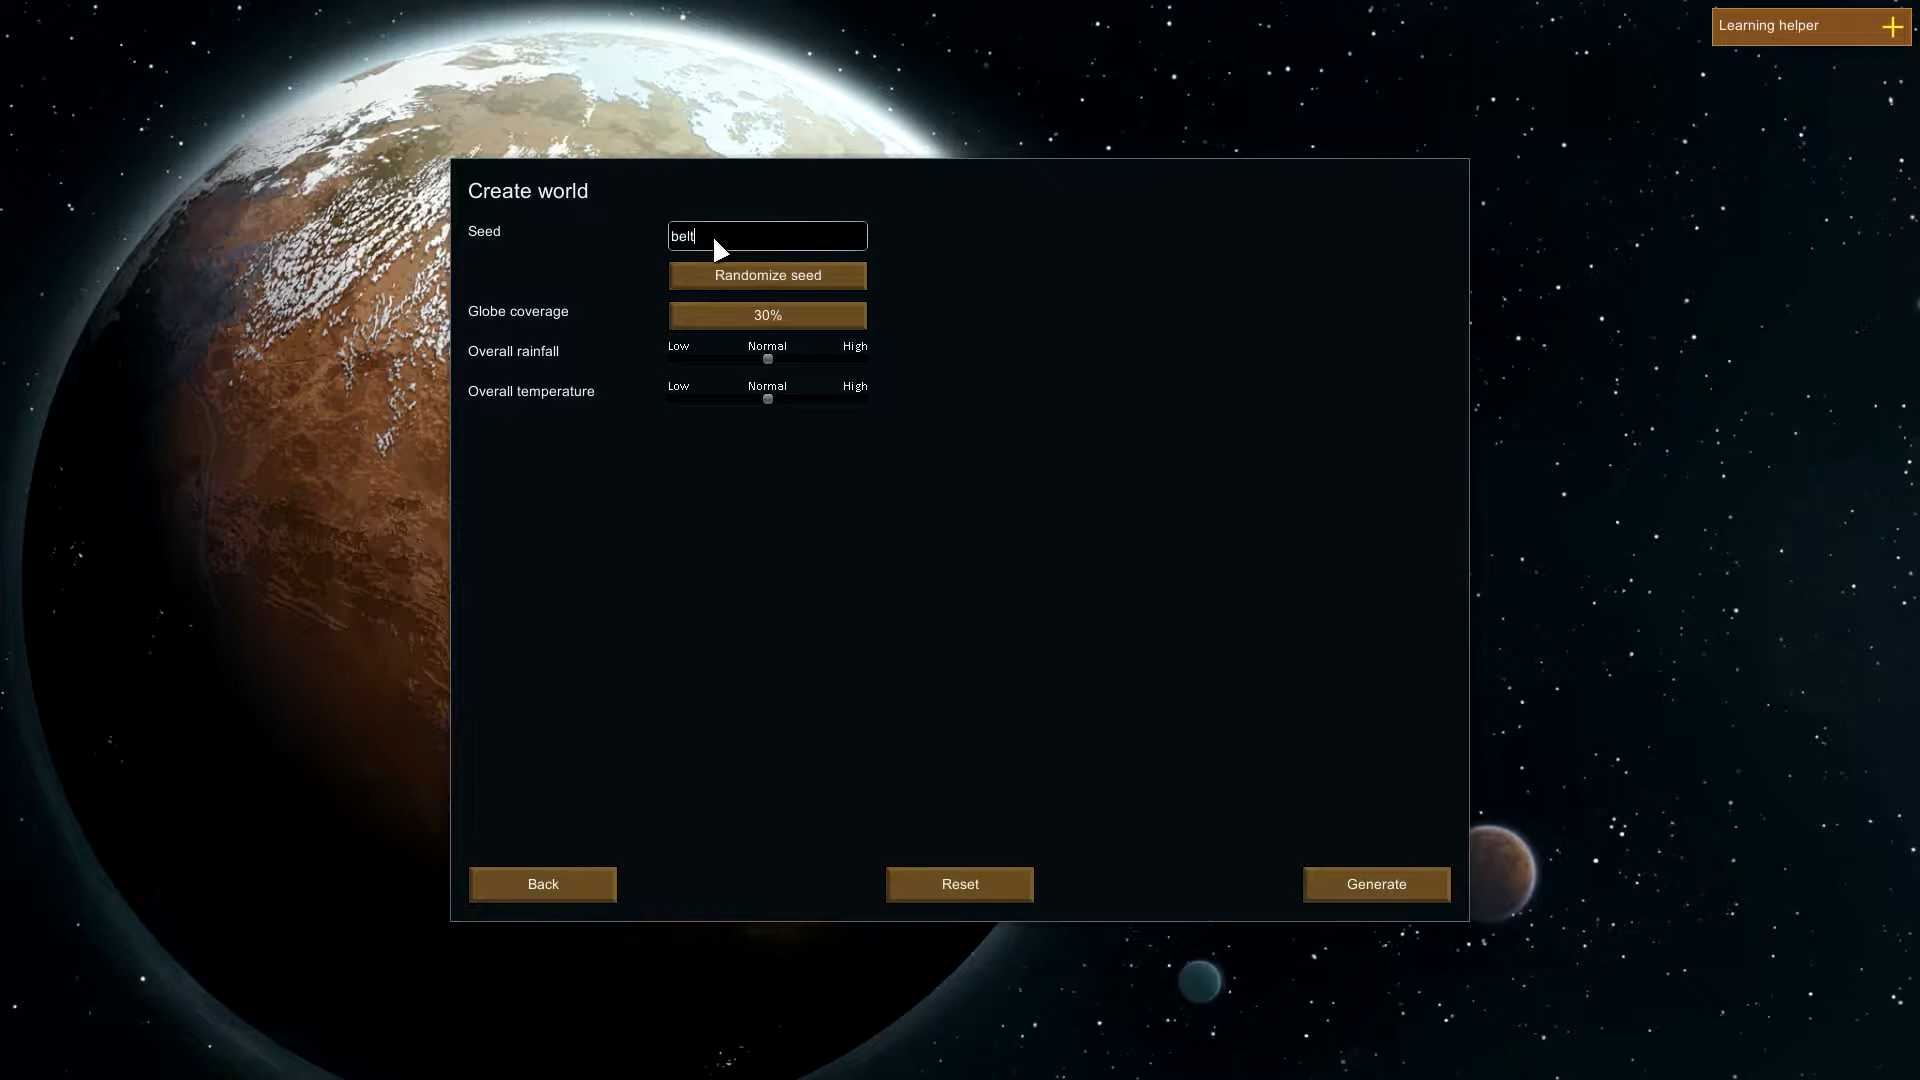 Learning helper
Create world
Seed
belt
Randomize seed
Globe coverage
30%
Overall rainfall
Low Normal High
Overall temperature
Low Normal High
Back
Reset
Generate